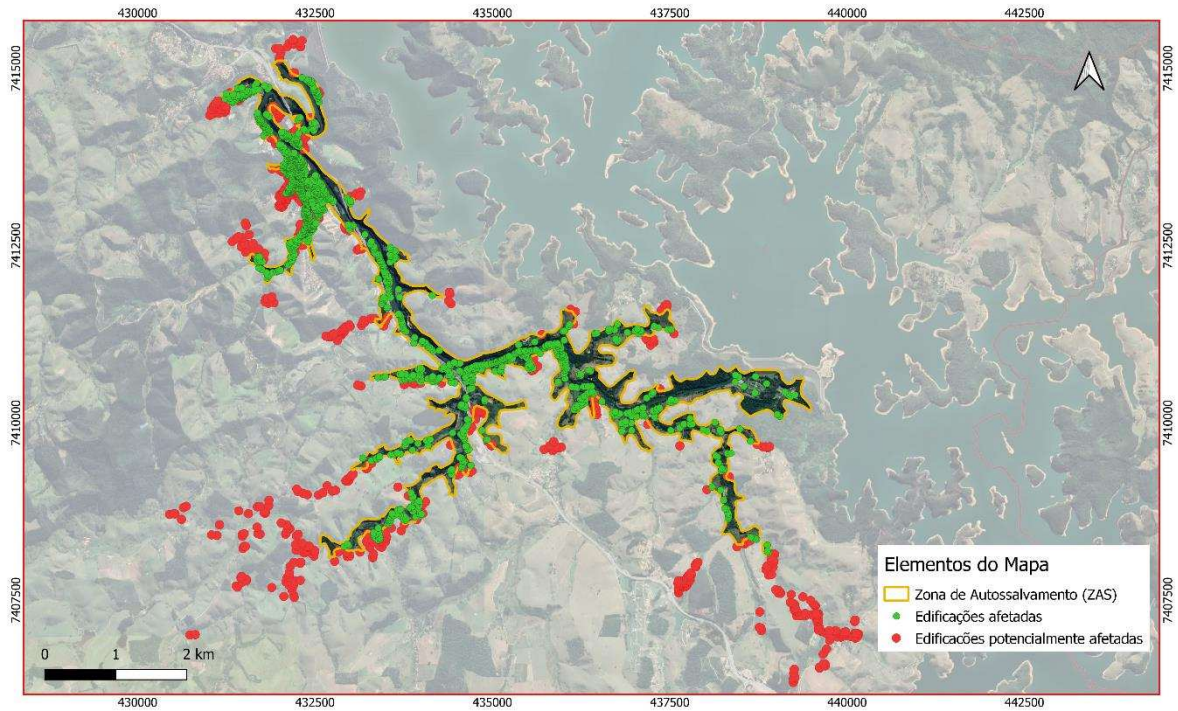 430000 432500 435000 437500 440000 442500
7415000 7415000
7412500 7412500
7410000 7410000
7407500 7407500
Elementos do Mapa
Zona de Autossalvamento (ZAS)
Edificações afetadas
Edificacões potencialmente afetadas
0 1 2 km
430000 432500 435000 437500 440000 442500